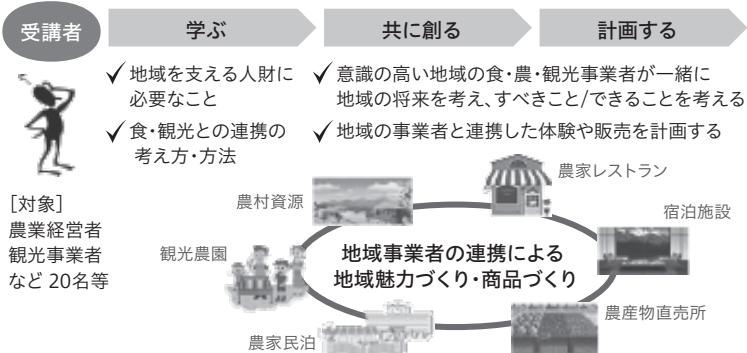 受講者
学ぶ
共に創る
計画する
✓地域を支える人財に
必要なこと
✓食・観光との連携の
考え方・方法
✓意識の高い地域の食・農・観光事業者が一緒に
地域の将来を考え、すべきこと/できることを考える
✓地域の事業者と連携した体験や販売を計画する
[対象]
農業経営者
観光事業者
など 20名等
農村資源
農家レストラン
宿泊施設
観光農園
地域事業者の連携による
地域魅力づくり・商品づくり
農産物直売所
農家民泊